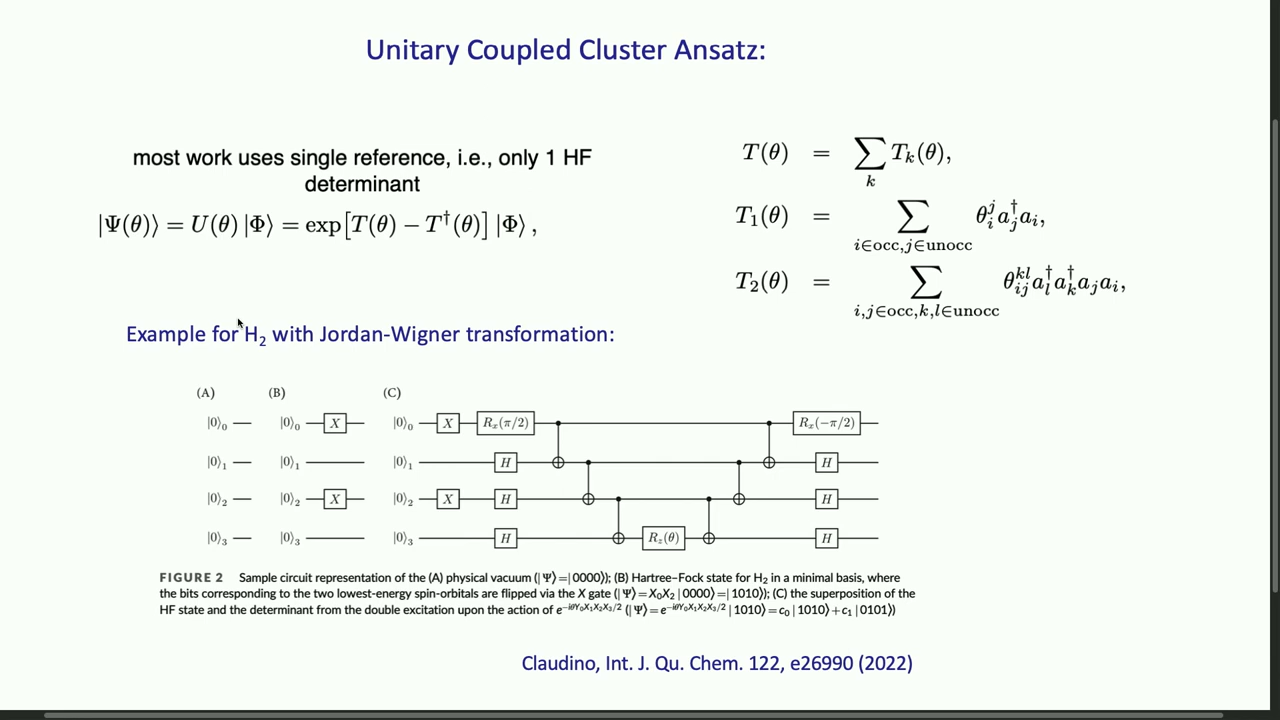 Unitary Coupled Cluster Ansatz:
most work uses single reference, i.e., only 1 HF
determinant
|Ψ(θ)⟩ = U(θ) |Φ⟩ = exp[T(θ) − T†(θ)] |Φ⟩ ,
T(θ) = ∑_k T_k(θ),
T₁(θ) = ∑_{i∈occ,j∈unocc} θ_i^j a_j^† a_i,
T₂(θ) = ∑_{i,j∈occ,k,l∈unocc} θ_{ij}^{kl} a_l^† a_k^† a_j a_i,
Example for H₂ with Jordan-Wigner transformation:
(A) (B) (C)
|0⟩₀ |0⟩₀ X |0⟩₀ X R_x(π/2) R_x(−π/2)
|0⟩₁ |0⟩₁ |0⟩₁ H H
|0⟩₂ |0⟩₂ X |0⟩₂ X H H
|0⟩₃ |0⟩₃ |0⟩₃ H R_z(θ) H
FIGURE 2 Sample circuit representation of the (A) physical vacuum (|Ψ⟩=|0000⟩); (B) Hartree–Fock state for H₂ in a minimal basis, where
the bits corresponding to the two lowest-energy spin-orbitals are flipped via the X gate (|Ψ⟩=X₀X₂|0000⟩=|1010⟩); (C) the superposition of the
HF state and the determinant from the double excitation upon the action of e^{−iθY₀X₁X₂X₃/2} (|Ψ⟩=e^{−iθY₀X₁X₂X₃/2}|1010⟩=c₀|1010⟩+c₁|0101⟩)
Claudino, Int. J. Qu. Chem. 122, e26990 (2022)